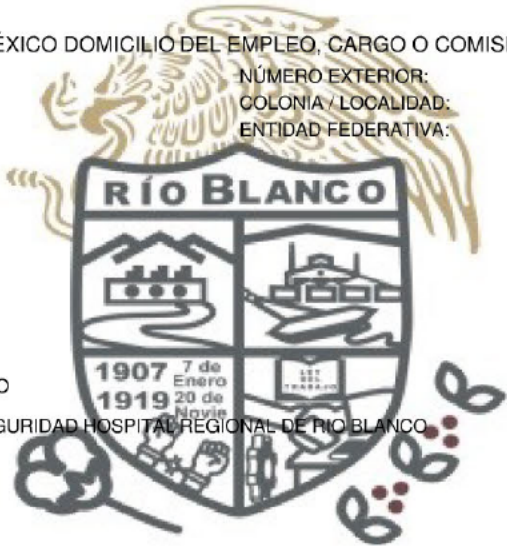 ÉXICO DOMICILIO DEL EMPLEO, CARGO O COMISI
NÚMERO EXTERIOR:
COLONIA / LOCALIDAD:
ENTIDAD FEDERATIVA:
RÍO BLANCO
1907 7 de Enero
1919 20 de Novie
LEY DEL TRABAJO
O
GURIDAD HOSPITAL REGIONAL DE RIO BLANCO